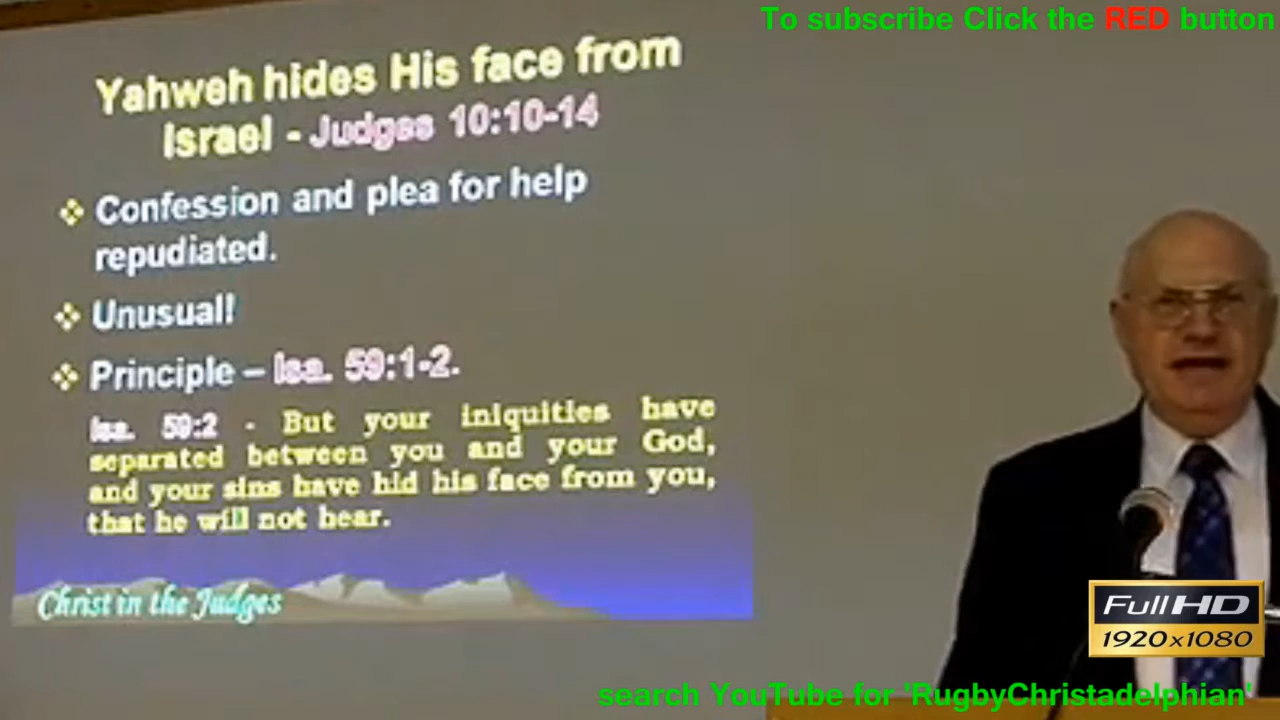 To subscribe Click the RED button
Yahweh hides His face from
Israel - Judges 10:10-14
Confession and plea for help
repudiated.
Unusual!
Principle – Isa. 59:1-2.
Isa. 59:2 - But your iniquities have
separated between you and your God,
and your sins have hid his face from you,
that he will not hear.
Christ in the Judges
Full HD
1920x1080
search YouTube for 'RugbyChristadelphian'